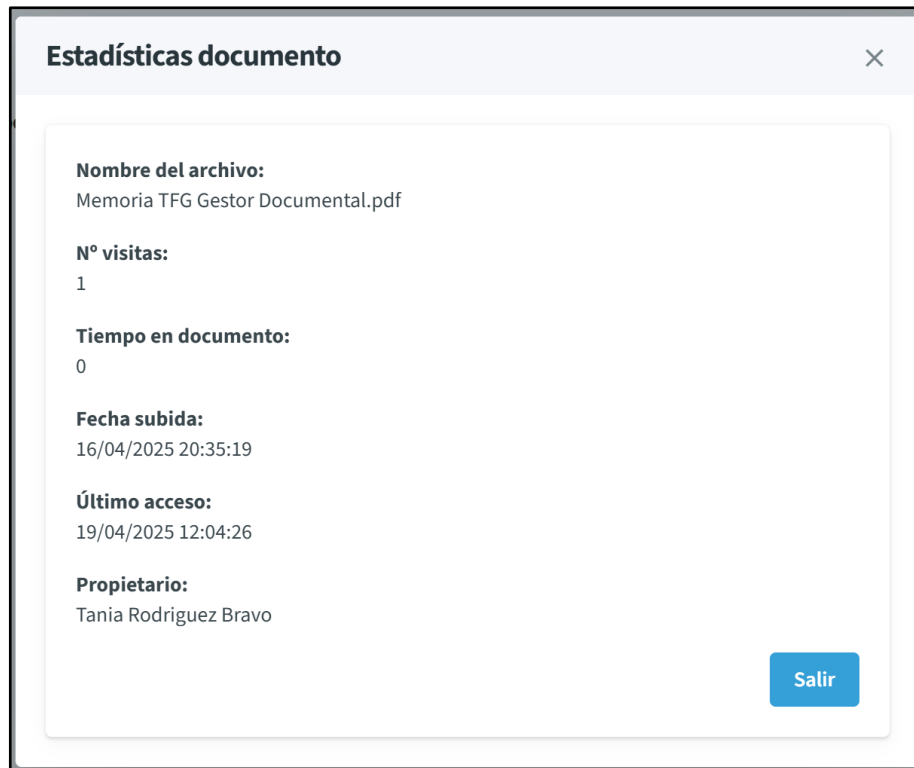 Estadísticas documento
Nombre del archivo:
Memoria TFG Gestor Documental.pdf
Nº visitas:
1
Tiempo en documento:
0
Fecha subida:
16/04/2025 20:35:19
Último acceso:
19/04/2025 12:04:26
Propietario:
Tania Rodriguez Bravo
Salir